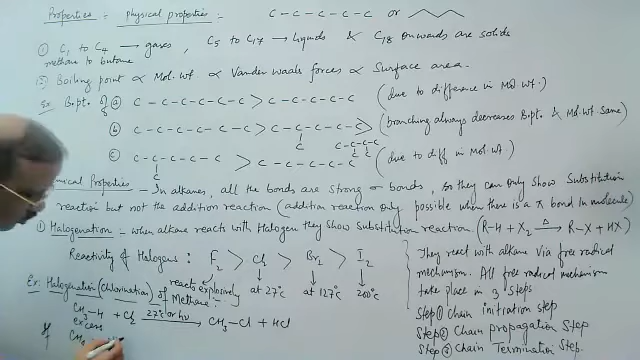 Properties :- physical properties :- C-C-C-C-C-C or
① C₁ to C₄ → gases, C₅ to C₁₇ → Liquids & C₁₈ onwards are solids
methane to butane
② Boiling point ∝ Mol. wt ∝ Vander waals forces ∝ Surface area.
Ex B.pt. of ⓐ C-C-C-C-C-C > C-C-C-C-C (due to difference in Mol wt.)
ⓑ C-C-C-C-C-C > C-C-C-C-C > (branching always decreases B.pt. & Mol. wt. same)
C C-C-C-C
C C
ⓒ C-C-C-C-C > C-C-C-C-C (due to diff in Mol. wt.)
C
mical Properties - In alkanes, all the bonds are strong σ bonds, so they can only show Substitution
reaction but not the addition reaction (addition reaction only possible when there is a π bond in molecule)
① Halogenation - when alkane reacts with Halogen they show Substitution reaction. (R-H + X₂ →Δ R-X + HX)
Reactivity of Halogens : F₂ > Cl₂ > Br₂ > I₂
reacts explosively at 27°c at 127°c 200°c
They react with alkane via free radical
mechanism. All free radical mechanism
take place in 3 steps
Step ① Chain initiation step
Step ② Chain propagation Step
Step ③ Chain Termination Step.
Ex: Halogenation (Chlorination) of Methane :-
CH₃-H + Cl₂ →27°c or hν CH₃-Cl + HCl
excess
If CH₃